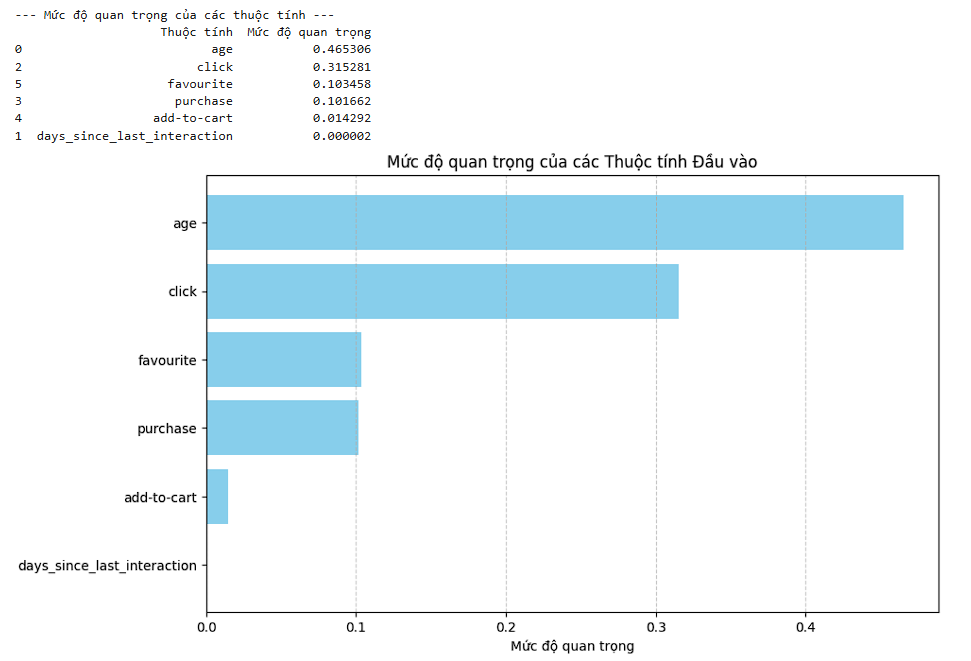 --- Mức độ quan trọng của các thuộc tính ---
Thuộc tính  Mức độ quan trọng
0 age 0.465306
2 click 0.315281
5 favourite 0.103458
3 purchase 0.101662
4 add-to-cart 0.014292
1 days_since_last_interaction 0.000002
Mức độ quan trọng của các Thuộc tính Đầu vào
age
click
favourite
purchase
add-to-cart
days_since_last_interaction
0.0 0.1 0.2 0.3 0.4
Mức độ quan trọng